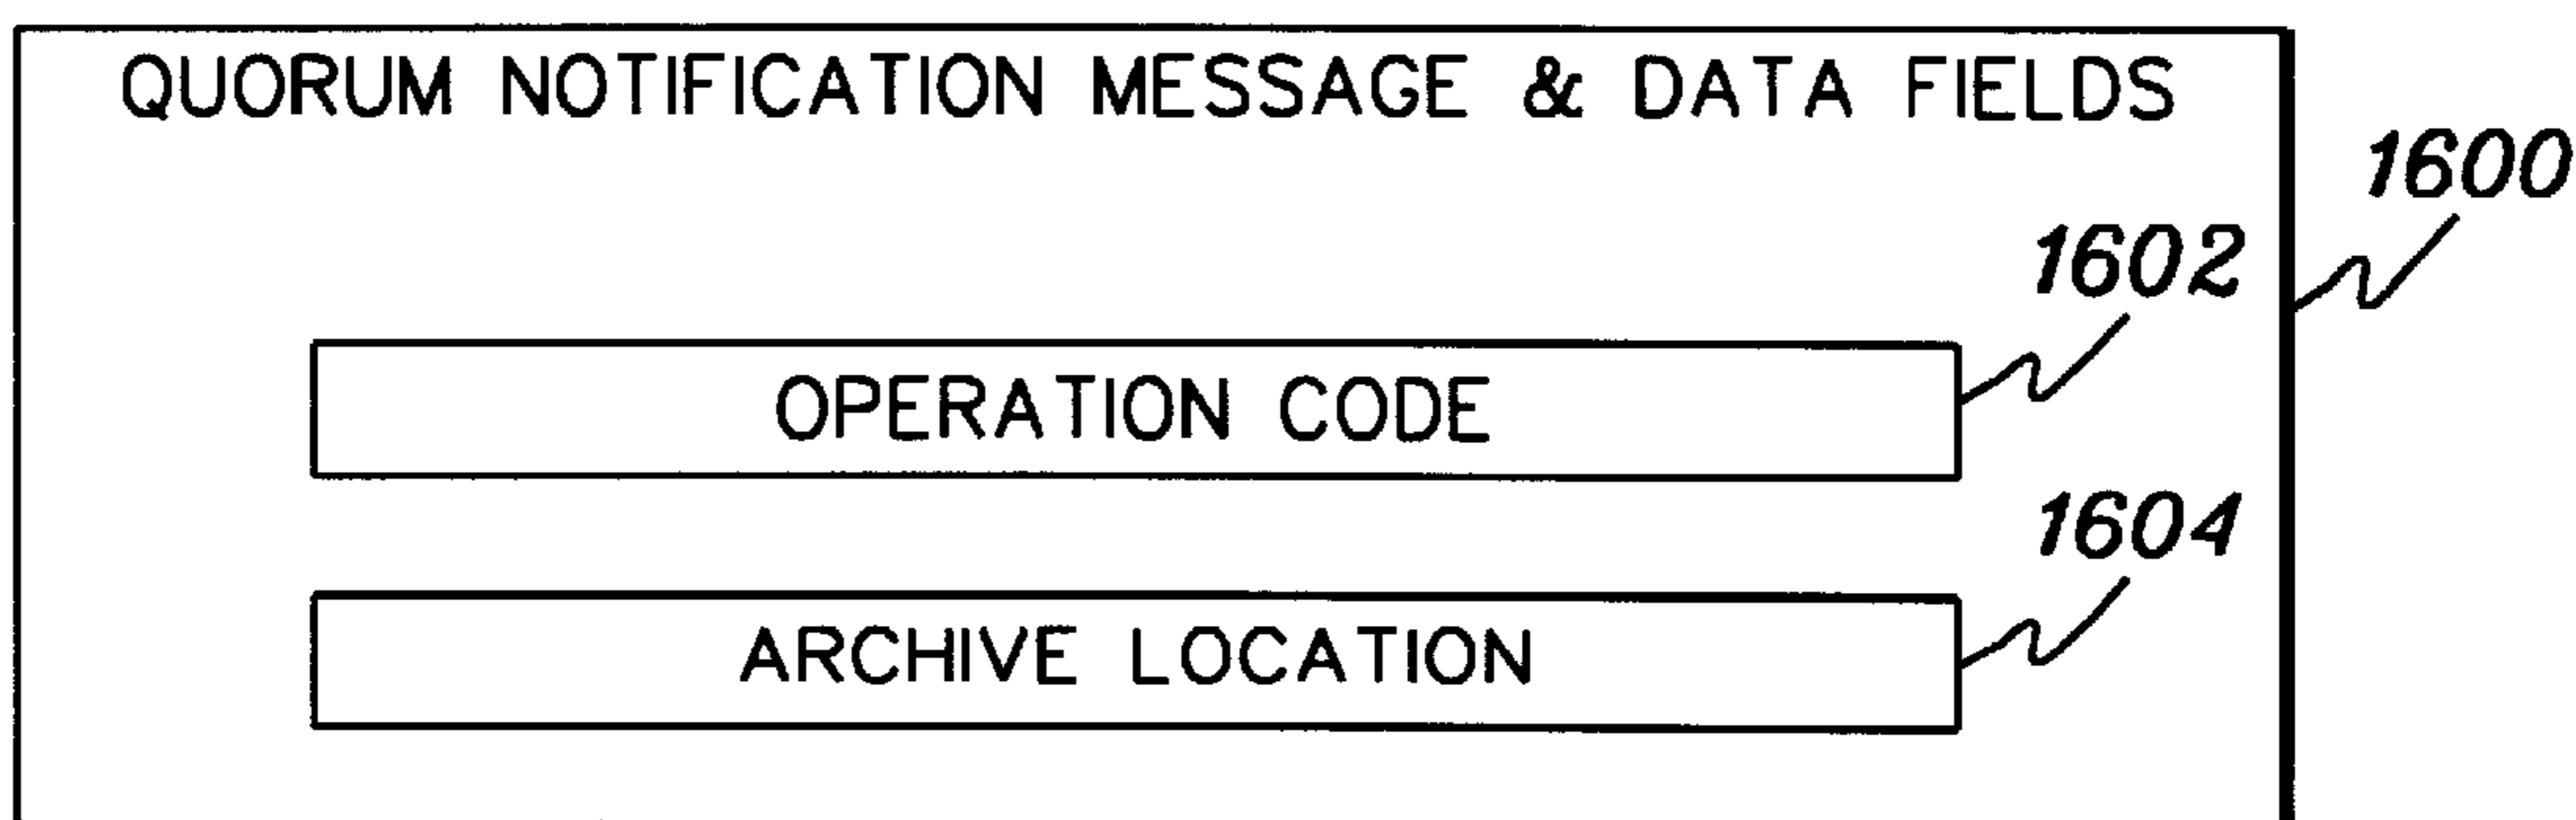 QUORUM NOTIFICATION MESSAGE & DATA FIELDS
1600
1602
OPERATION CODE
1604
ARCHIVE LOCATION